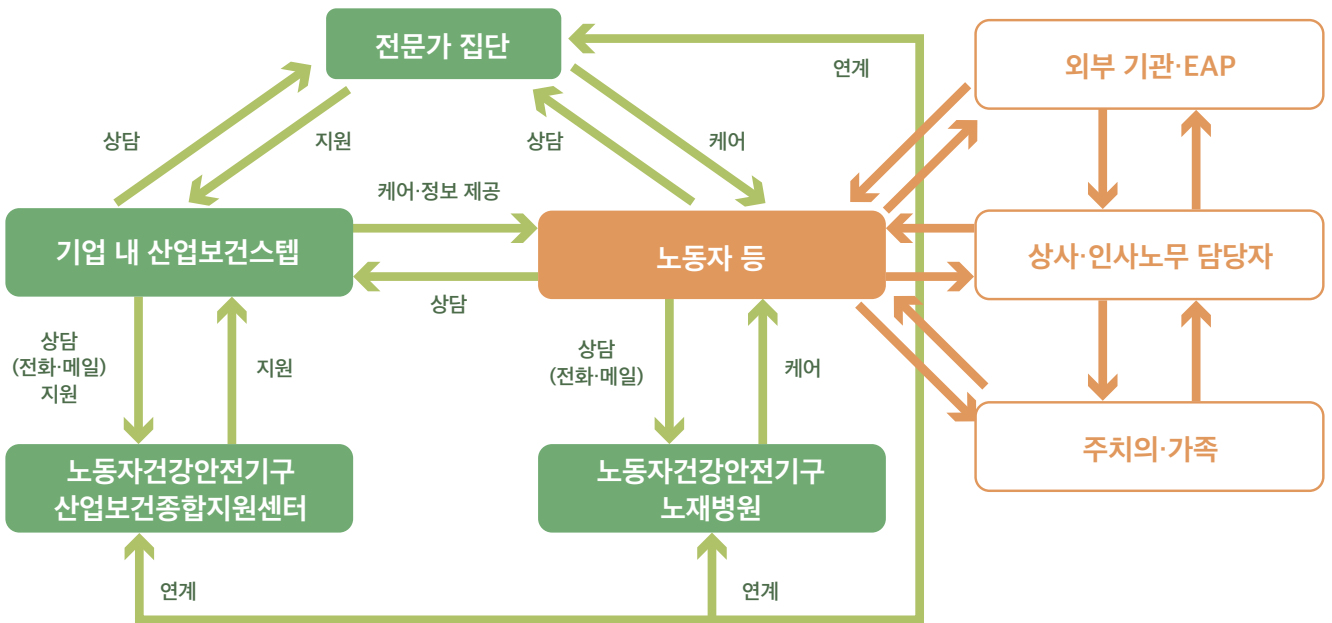 전문가 집단
연계
외부 기관·EAP
상담
지원
상담
케어
케어·정보 제공
기업 내 산업보건스텝
노동자 등
상사·인사노무 담당자
상담
상담
(전화·메일)
지원
지원
상담
(전화·메일)
케어
주치의·가족
노동자건강안전기구
산업보건종합지원센터
노동자건강안전기구
노재병원
연계
연계